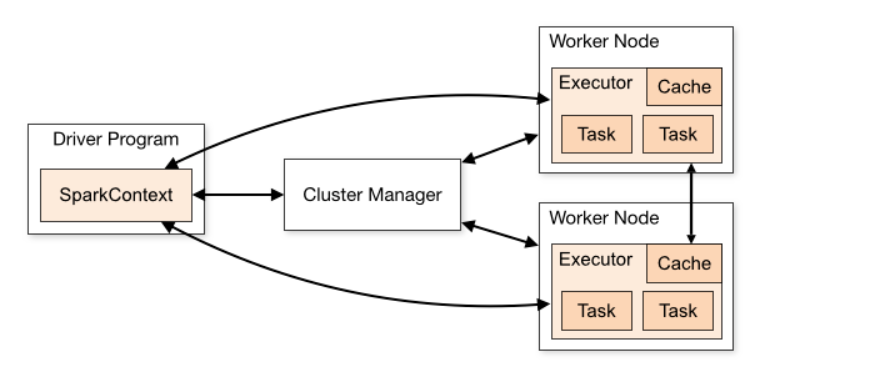 Driver Program
SparkContext
Cluster Manager
Worker Node
Executor
Cache
Task
Task
Worker Node
Executor
Cache
Task
Task